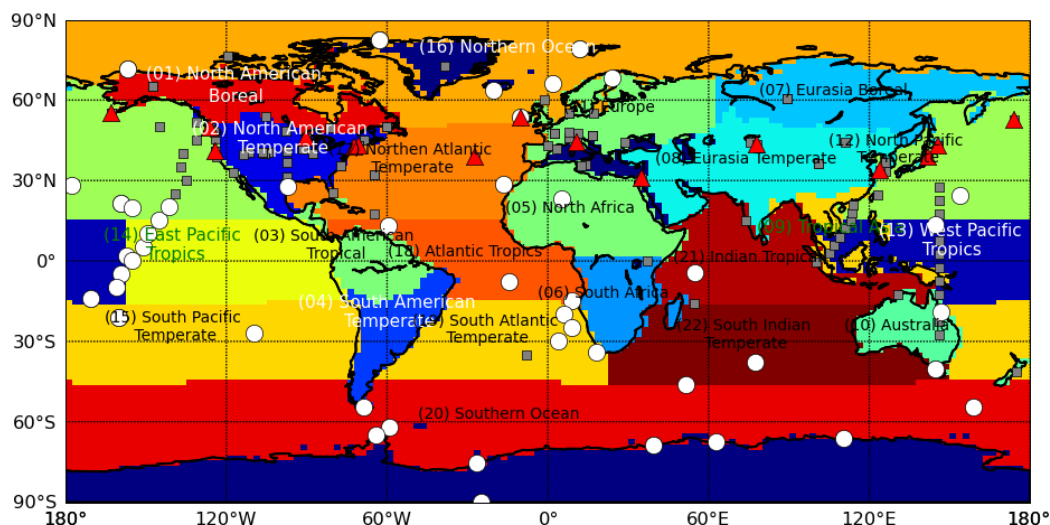 90°N
(16) Northern Ocean
(01) North American
Boreal
(07) Eurasia Boreal
60°N
Europe
(02) North American
Temperate
(12) North Pacific
Temperate
Northen Atlantic
Temperate
(08) Eurasia Temperate
30°N
(05) North Africa
(14) East Pacific
Tropics
(03) South American
Tropical
(09) Tropical Asia
(13) West Pacific
Tropics
(18) Atlantic Tropics
(21) Indian Tropical
0°
(06) South Africa
(04) South American
Temperate
(15) South Pacific
Temperate
(19) South Atlantic
Temperate
(22) South Indian
Temperate
(10) Australia
30°S
(20) Southern Ocean
60°S
90°S
180° 120°W 60°W 0° 60°E 120°E 180°